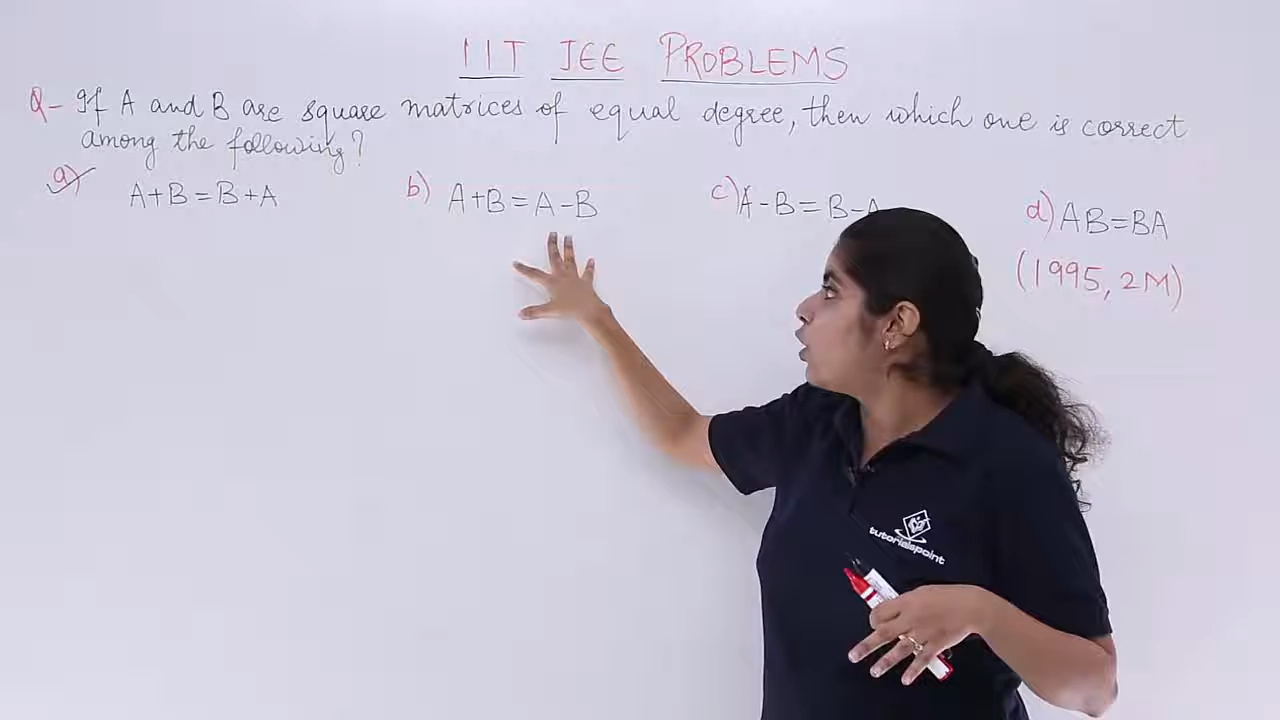 IIT JEE PROBLEMS
Q- If A and B are square matrices of equal degree, then which one is correct
among the following?
a) A+B=B+A b) A+B=A-B c) A-B=B-A d) AB=BA
(1995, 2M)
tutorialspoint